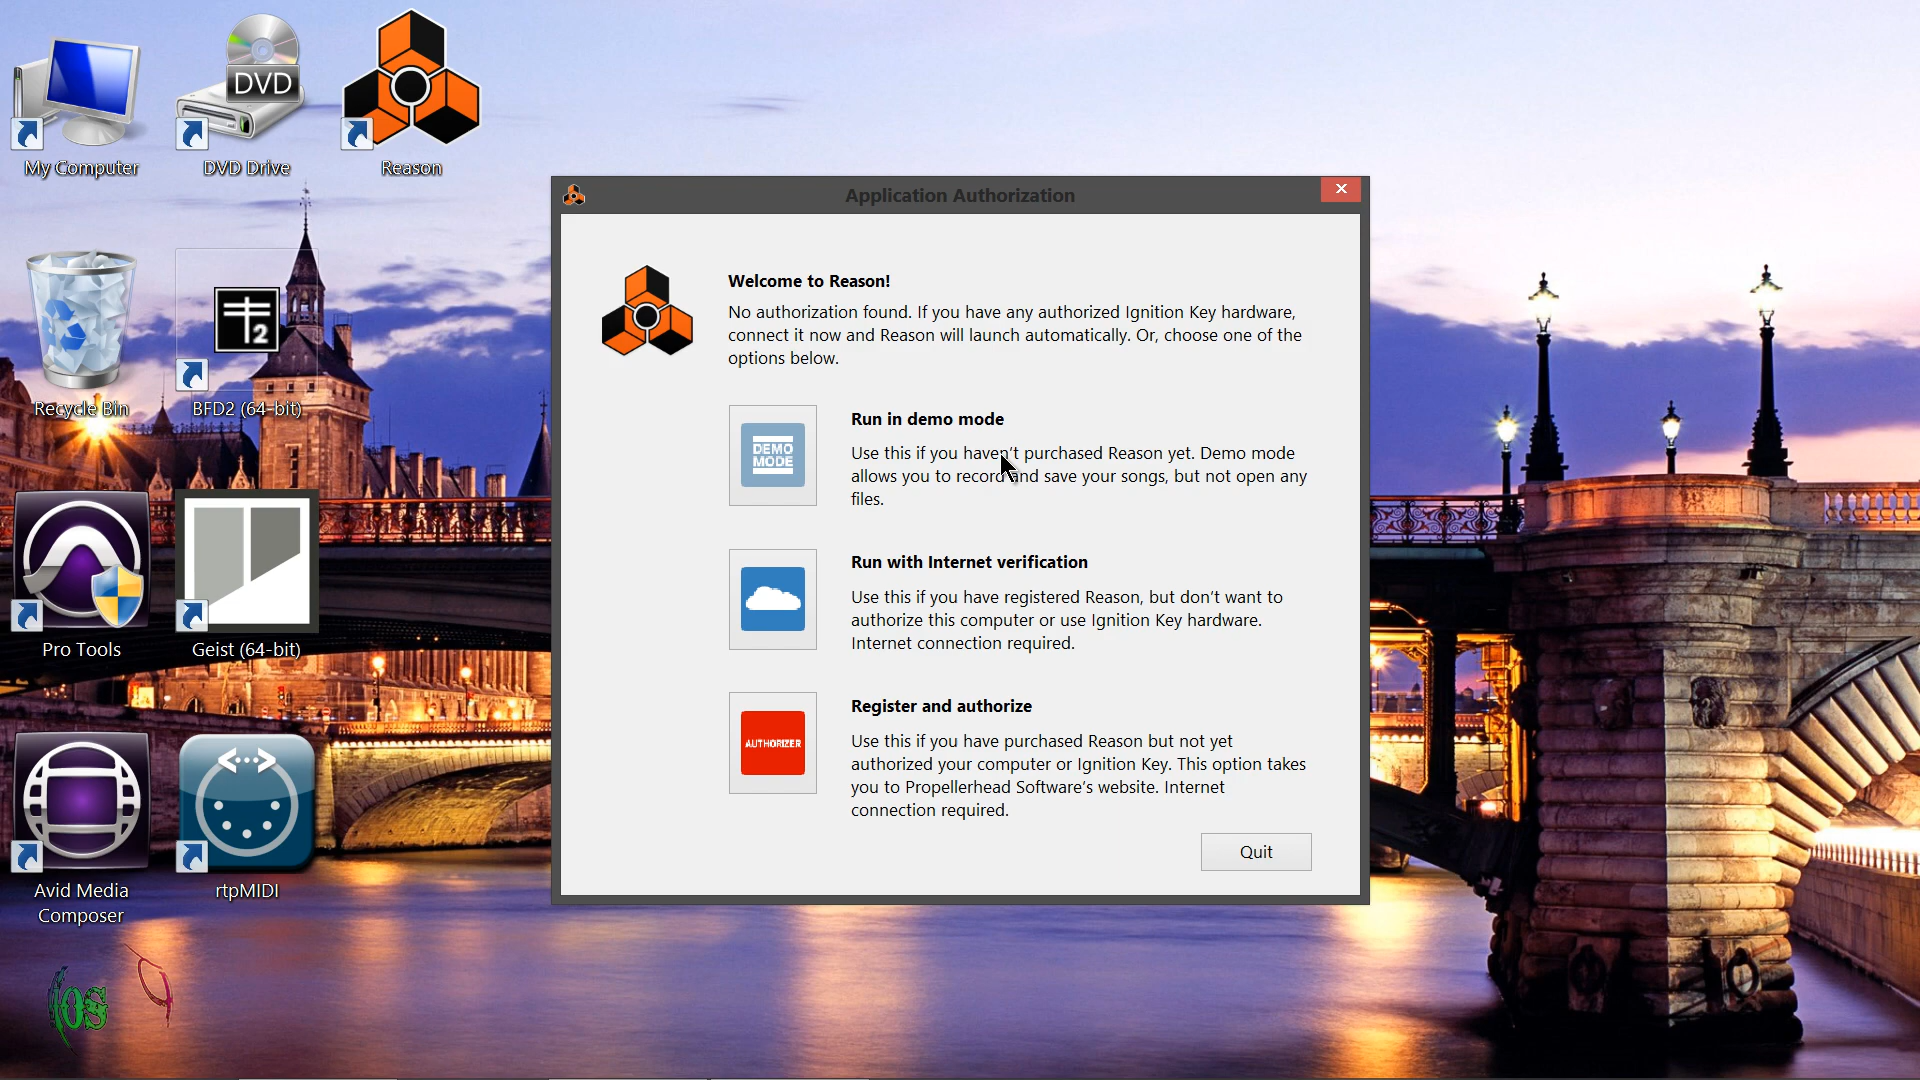 DVD
My Computer
DVD Drive
Reason
Application Authorization
Welcome to Reason!
No authorization found. If you have any authorized Ignition Key hardware,
connect it now and Reason will launch automatically. Or, choose one of the
options below.
2
Recycle Bin
BFD2 (64-bit)
DEMO
MODE
Run in demo mode
Use this if you haven't purchased Reason yet. Demo mode
allows you to record and save your songs, but not open any
files.
Run with Internet verification
Use this if you have registered Reason, but don't want to
authorize this computer or use Ignition Key hardware.
Internet connection required.
Pro Tools
Geist (64-bit)
AUTHORIZER
Register and authorize
Use this if you have purchased Reason but not yet
authorized your computer or Ignition Key. This option takes
you to Propellerhead Software's website. Internet
connection required.
Quit
Avid Media
Composer
rtpMIDI